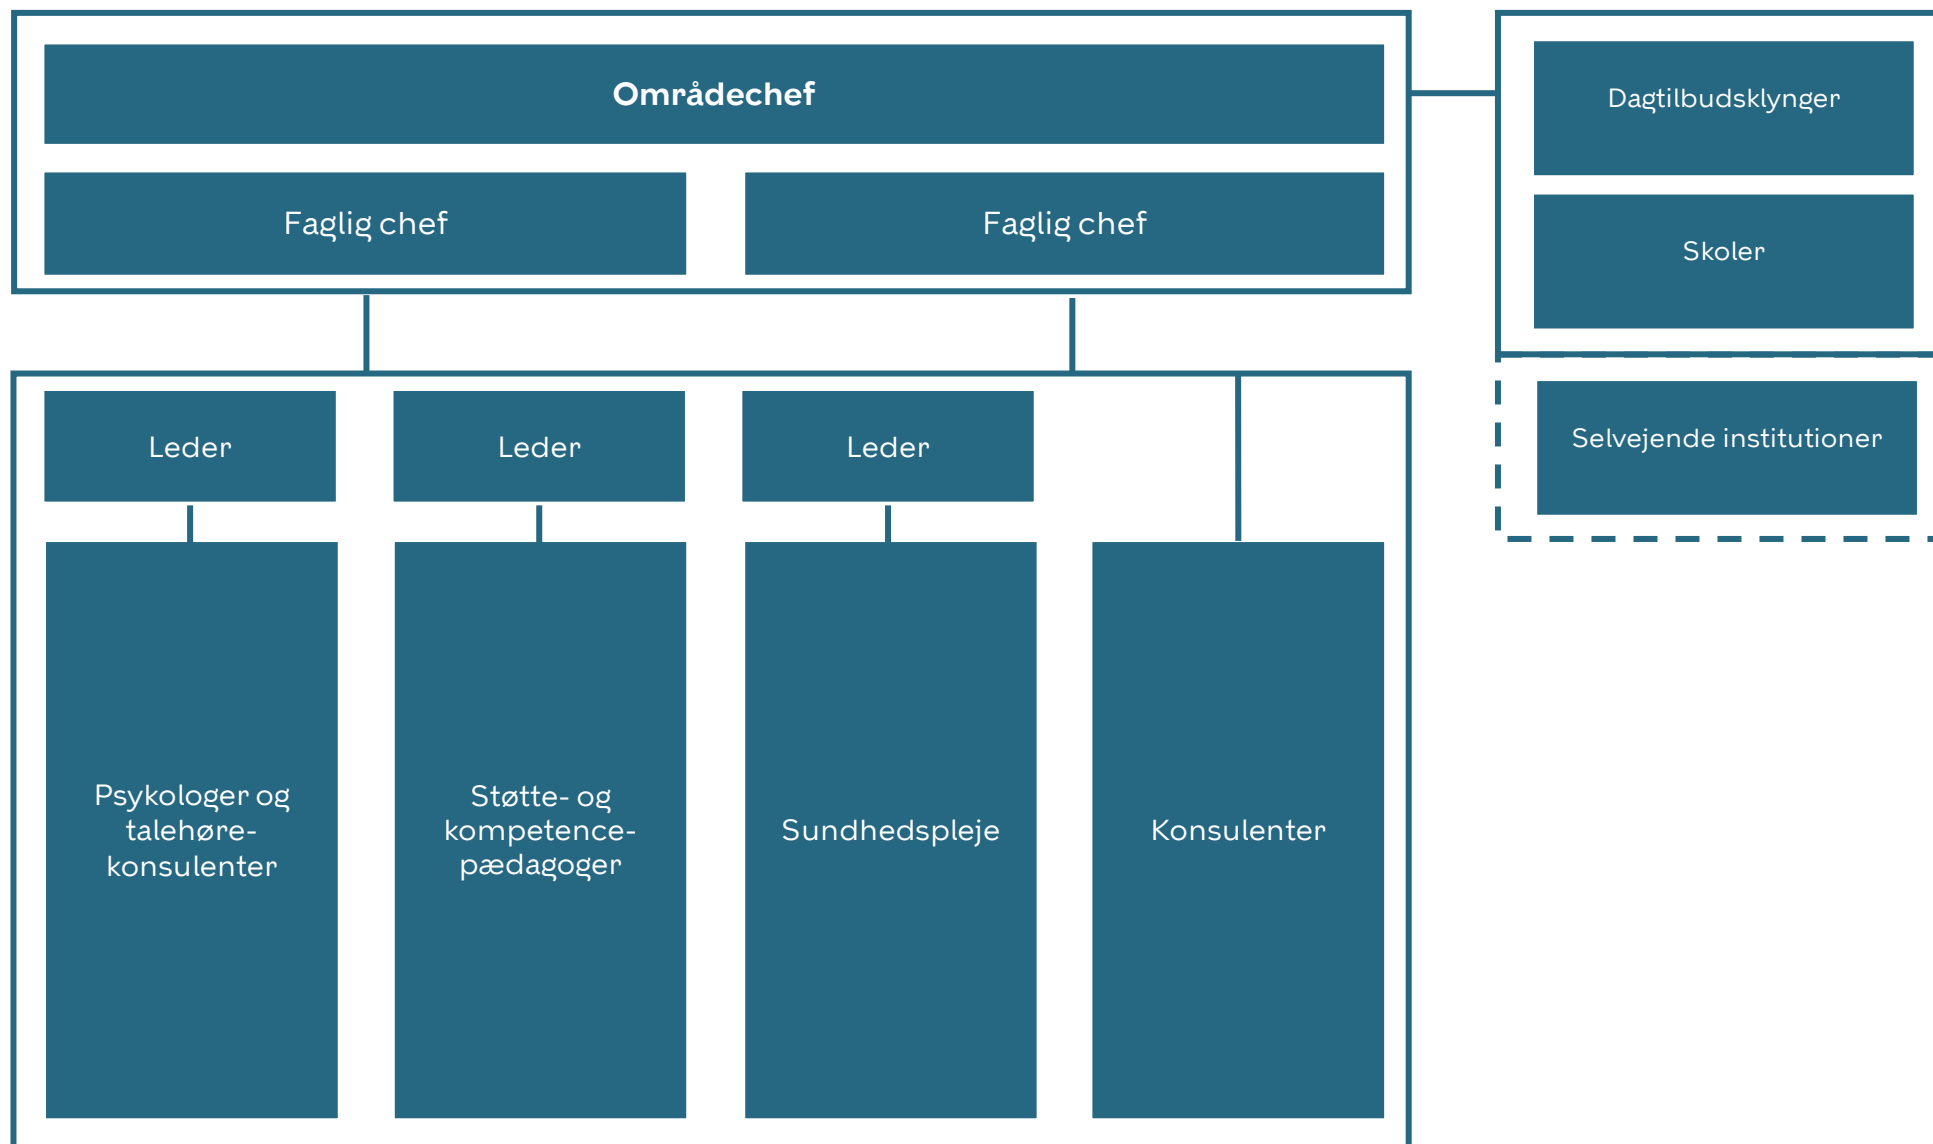 Områdechef
Faglig chef
Faglig chef
Dagtilbudsklynger
Skoler
Selvejende institutioner
Leder
Leder
Leder
Psykologer og
talehøre-
konsulenter
Støtte- og
kompetence-
pædagoger
Sundhedspleje
Konsulenter